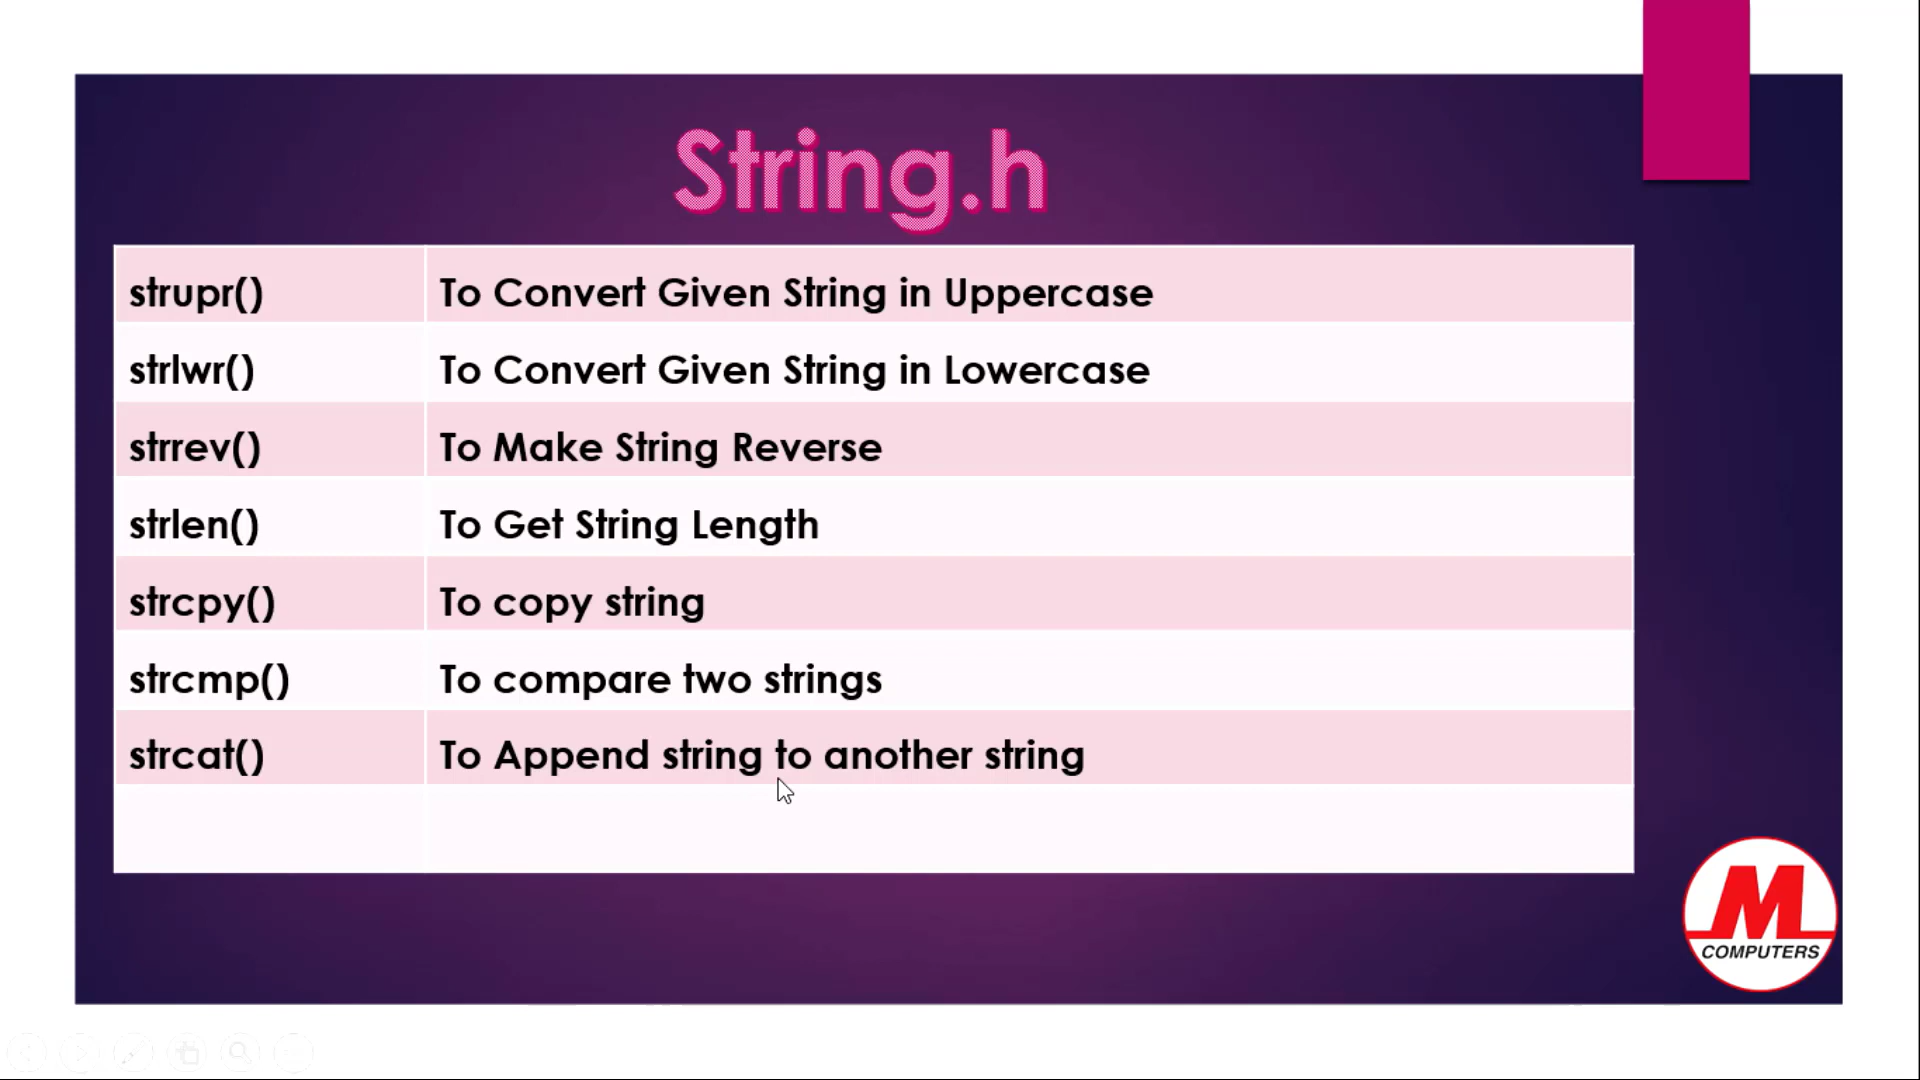 String.h
strupr() To Convert Given String in Uppercase
strlwr() To Convert Given String in Lowercase
strrev() To Make String Reverse
strlen() To Get String Length
strcpy() To copy string
strcmp() To compare two strings
strcat() To Append string to another string
M
COMPUTERS